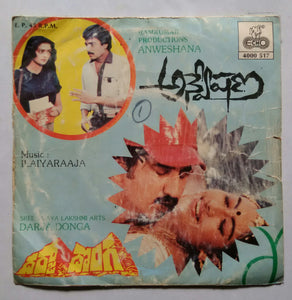 E. P. 45 R.P.M.
RAMKUMAR
PRODUCTIONS
ANWESHANA
ECHO
4000 517
అన్వేషణ
1
Music :
ILAIYARAAJA
SREE VIJAYA LAKSHMI ARTS
DARJA DONGA
దర్జా దొంగ